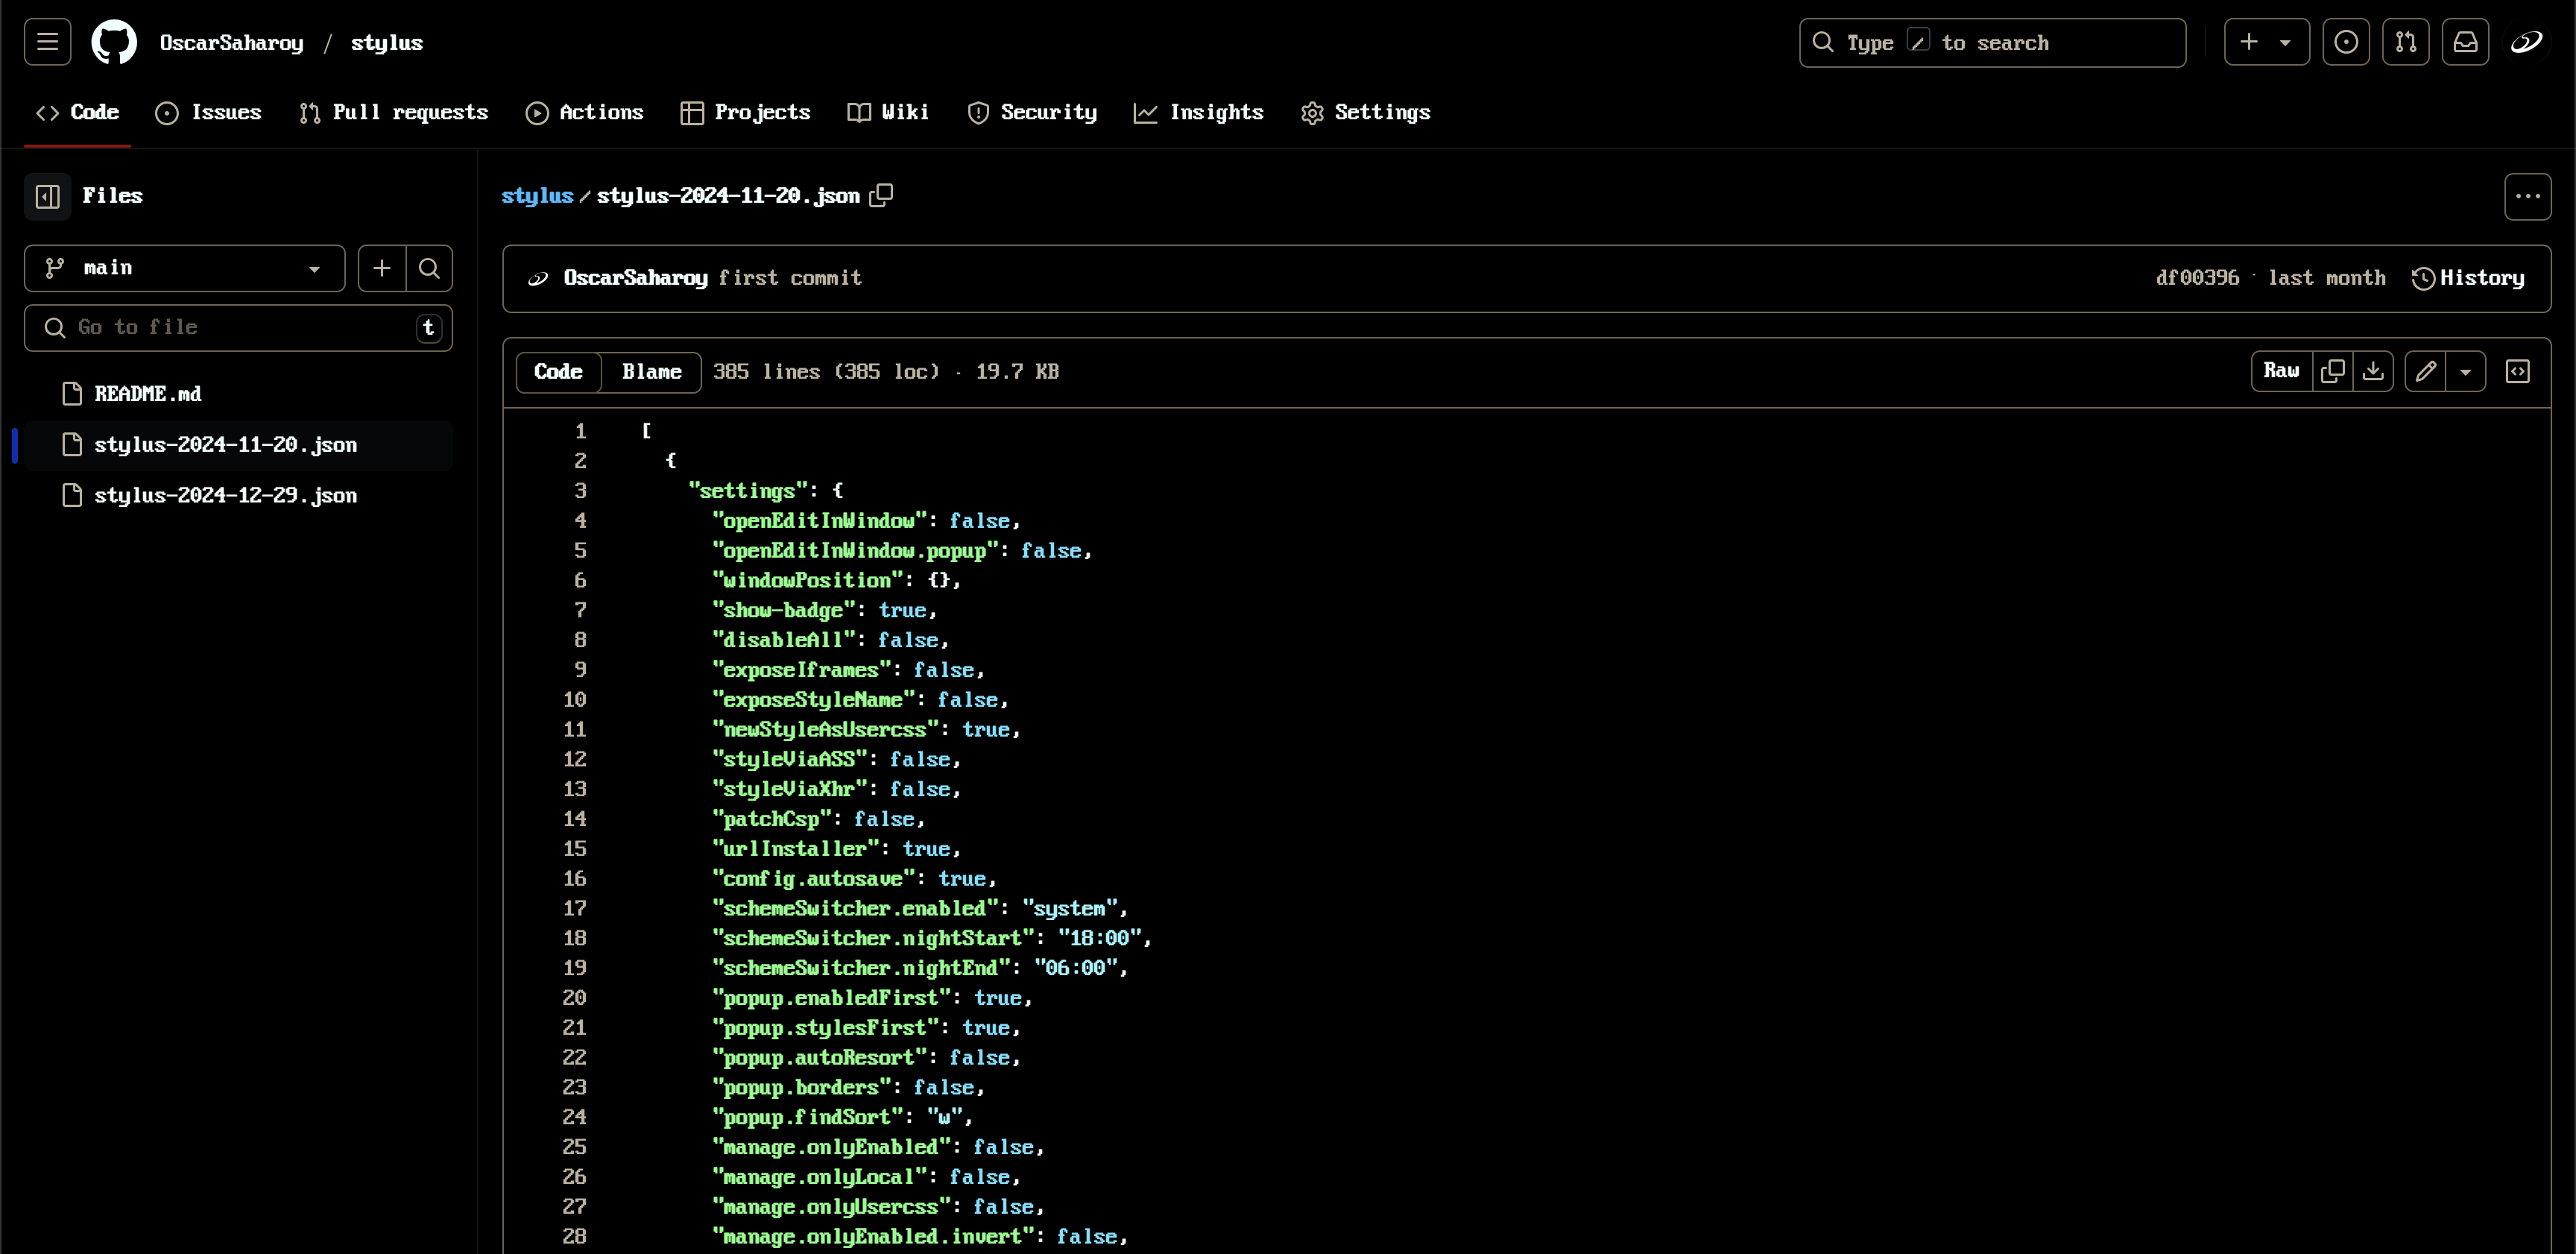 OscarSaharoy / stylus
Type / to search
Code Issues Pull requests Actions Projects Wiki Security Insights Settings
Files
main
Go to file t
README.md
stylus-2024-11-20.json
stylus-2024-12-29.json
stylus/stylus-2024-11-20.json
OscarSaharoy first commit
df00396 · last month History
Code Blame 385 lines (385 loc) · 19.7 KB
Raw
1 [
2 {
3 "settings": {
4 "openEditInWindow": false,
5 "openEditInWindow.popup": false,
6 "windowPosition": {},
7 "show-badge": true,
8 "disableAll": false,
9 "exposeIframes": false,
10 "exposeStyleName": false,
11 "newStyleAsUsercss": true,
12 "styleViaASS": false,
13 "styleViaXhr": false,
14 "patchCsp": false,
15 "urlInstaller": true,
16 "config.autosave": true,
17 "schemeSwitcher.enabled": "system",
18 "schemeSwitcher.nightStart": "18:00",
19 "schemeSwitcher.nightEnd": "06:00",
20 "popup.enabledFirst": true,
21 "popup.stylesFirst": true,
22 "popup.autoResort": false,
23 "popup.borders": false,
24 "popup.findSort": "w",
25 "manage.onlyEnabled": false,
26 "manage.onlyLocal": false,
27 "manage.onlyUsercss": false,
28 "manage.onlyEnabled.invert": false,